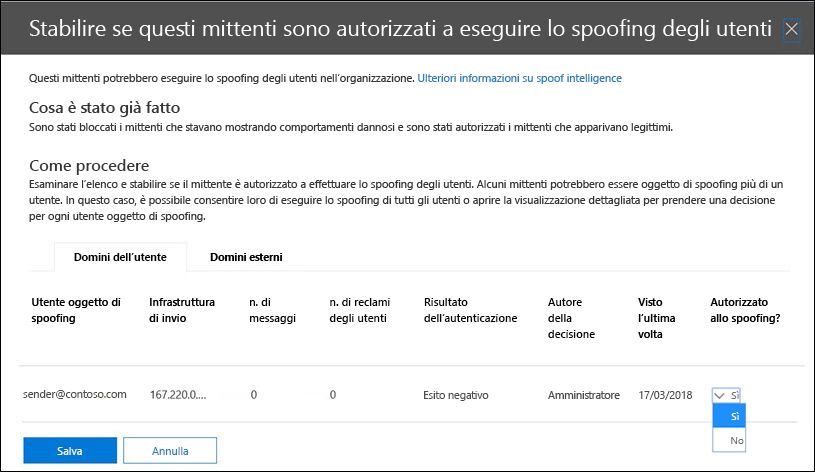 Stabilire se questi mittenti sono autorizzati a eseguire lo spoofing degli utenti
Questi mittenti potrebbero eseguire lo spoofing degli utenti nell'organizzazione. Ulteriori informazioni su spoof intelligence
Cosa è stato già fatto
Sono stati bloccati i mittenti che stavano mostrando comportamenti dannosi e sono stati autorizzati i mittenti che apparivano legittimi.
Come procedere
Esaminare l'elenco e stabilire se il mittente è autorizzato a effettuare lo spoofing degli utenti. Alcuni mittenti potrebbero essere oggetto di spoofing più di un
utente. In questo caso, è possibile consentire loro di eseguire lo spoofing di tutti gli utenti o aprire la visualizzazione dettagliata per prendere una decisione
per ogni utente oggetto di spoofing.
Domini dell'utente Domini esterni
Utente oggetto di spoofing Infrastruttura di invio n. di messaggi n. di reclami degli utenti Risultato dell'autenticazione Autore della decisione Visto l'ultima volta Autorizzato allo spoofing?
sender@contoso.com 167.220.0.... 0 0 Esito negativo Amministratore 17/03/2018 Sì
Sì
No
Salva Annulla